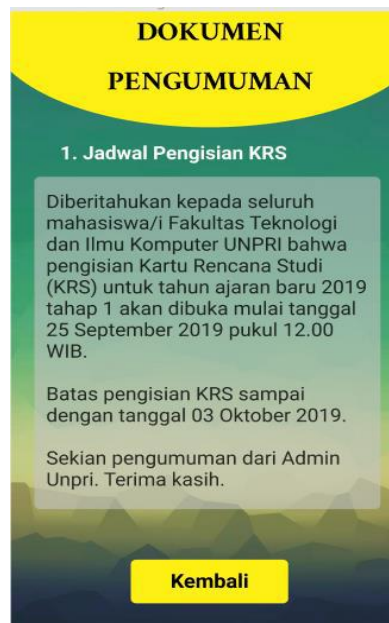 DOKUMEN
PENGUMUMAN
1. Jadwal Pengisian KRS
Diberitahukan kepada seluruh
mahasiswa/i Fakultas Teknologi
dan Ilmu Komputer UNPRI bahwa
pengisian Kartu Rencana Studi
(KRS) untuk tahun ajaran baru 2019
tahap 1 akan dibuka mulai tanggal
25 September 2019 pukul 12.00
WIB.
Batas pengisian KRS sampai
dengan tanggal 03 Oktober 2019.
Sekian pengumuman dari Admin
Unpri. Terima kasih.
Kembali